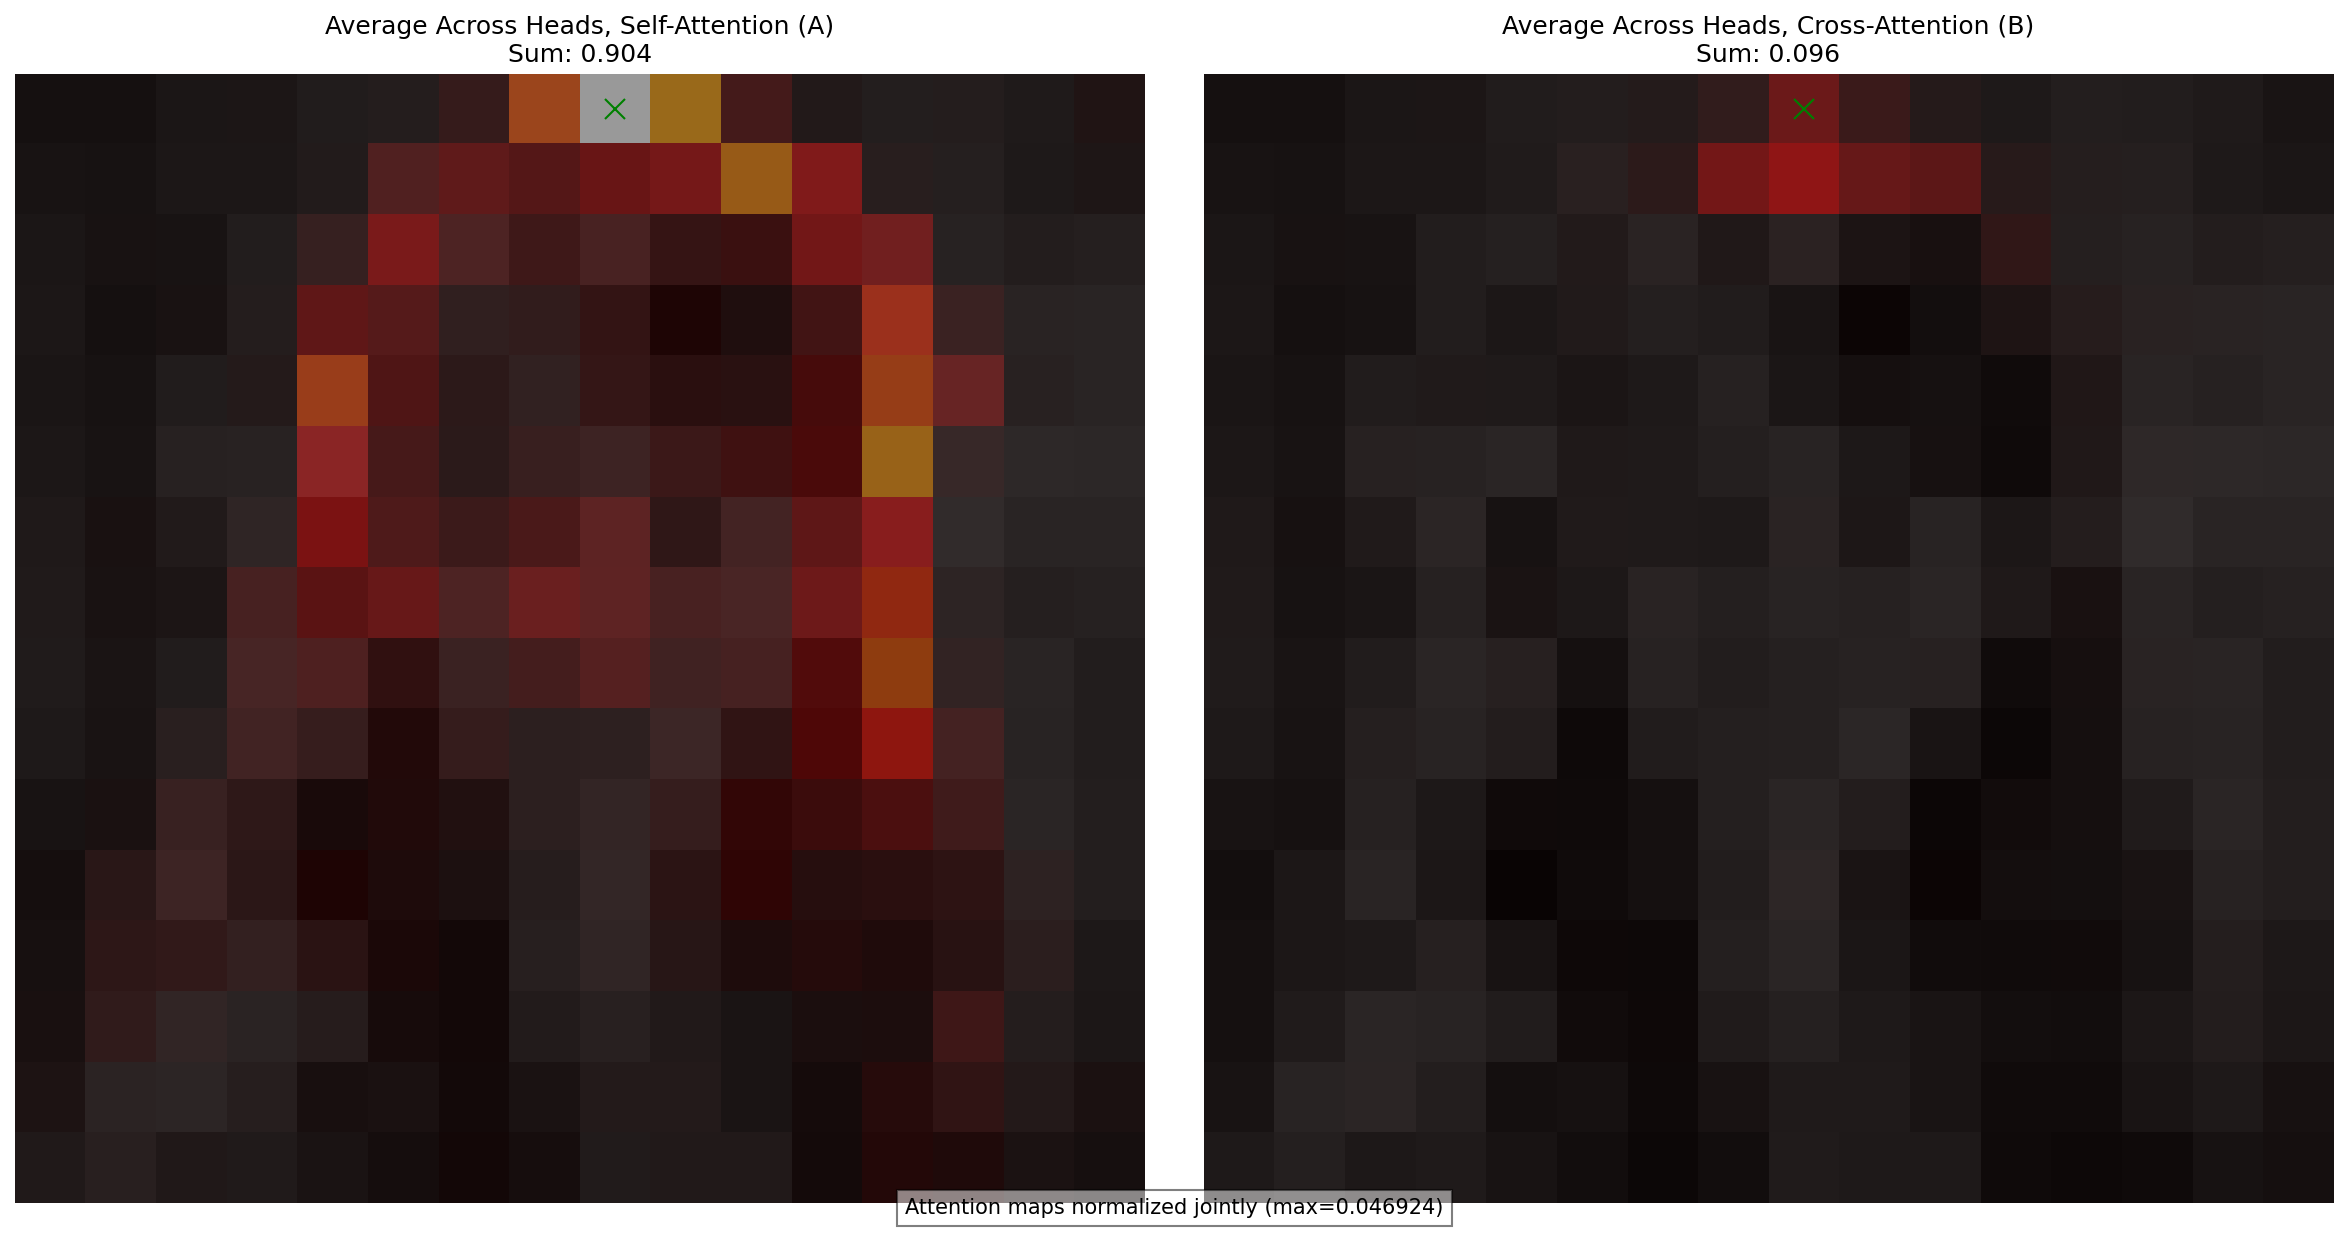 Average Across Heads, Self-Attention (A)
Sum: 0.904
Average Across Heads, Cross-Attention (B)
Sum: 0.096
Attention maps normalized jointly (max=0.046924)